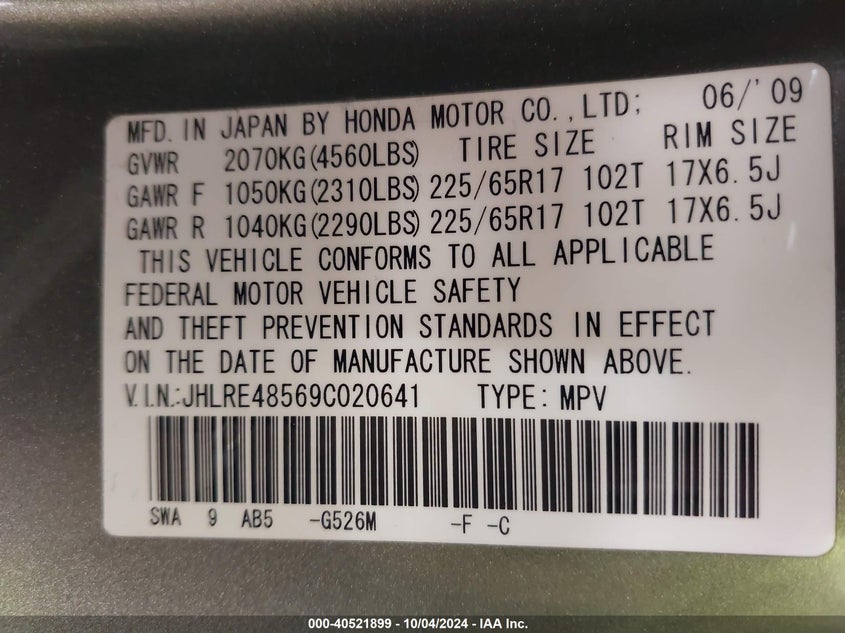 MFD. IN JAPAN BY HONDA MOTOR CO.,LTD; 06/'09
GVWR 2070KG(4560LBS) TIRE SIZE RIM SIZE
GAWR F 1050KG(2310LBS) 225/65R17 102T 17X6.5J
GAWR R 1040KG(2290LBS) 225/65R17 102T 17X6.5J
THIS VEHICLE CONFORMS TO ALL APPLICABLE
FEDERAL MOTOR VEHICLE SAFETY
AND THEFT PREVENTION STANDARDS IN EFFECT
ON THE DATE OF MANUFACTURE SHOWN ABOVE.
V.I.N.:JHLRE48569C020641 TYPE: MPV
SWA 9 AB5 -G526M -F -C
000-40521899 - 10/04/2024 - IAA Inc.